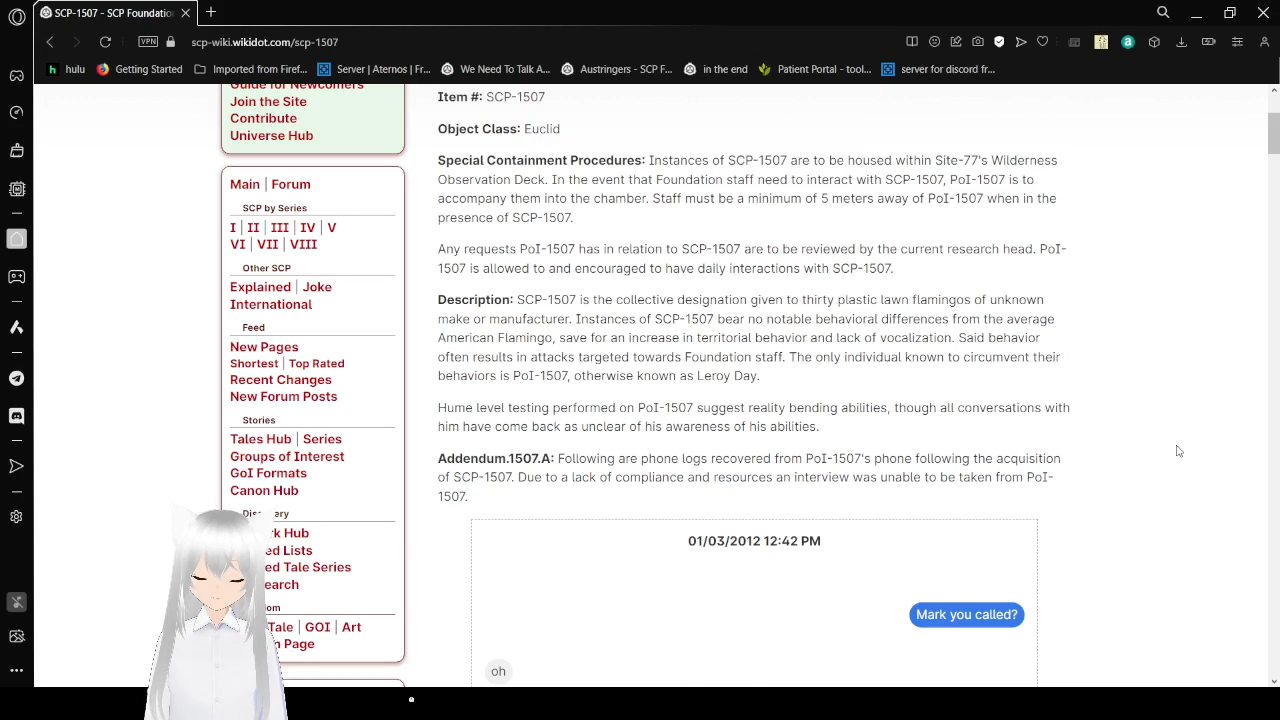 SCP-1507 - SCP Foundatio
scp-wiki.wikidot.com/scp-1507
VPN
hulu
Getting Started
Imported from Firef...
Server | Aternos | Fr...
We Need To Talk A...
Austringers - SCP F...
in the end
Patient Portal - tool...
server for discord fr...
Guide for Newcomers
Join the Site
Contribute
Universe Hub
Main | Forum
SCP by Series
I | II | III | IV | V
VI | VII | VIII
Other SCP
Explained | Joke
International
Feed
New Pages
Shortest | Top Rated
Recent Changes
New Forum Posts
Stories
Tales Hub | Series
Groups of Interest
GoI Formats
Canon Hub
Hub
Lists
Tale Series
Tale | GOI | Art
Page
Item #: SCP-1507
Object Class: Euclid
Special Containment Procedures: Instances of SCP-1507 are to be housed within Site-77's Wilderness
Observation Deck. In the event that Foundation staff need to interact with SCP-1507, PoI-1507 is to
accompany them into the chamber. Staff must be a minimum of 5 meters away of PoI-1507 when in the
presence of SCP-1507.
Any requests PoI-1507 has in relation to SCP-1507 are to be reviewed by the current research head. PoI-
1507 is allowed to and encouraged to have daily interactions with SCP-1507.
Description: SCP-1507 is the collective designation given to thirty plastic lawn flamingos of unknown
make or manufacturer. Instances of SCP-1507 bear no notable behavioral differences from the average
American Flamingo, save for an increase in territorial behavior and lack of vocalization. Said behavior
often results in attacks targeted towards Foundation staff. The only individual known to circumvent their
behaviors is PoI-1507, otherwise known as Leroy Day.
Hume level testing performed on PoI-1507 suggest reality bending abilities, though all conversations with
him have come back as unclear of his awareness of his abilities.
Addendum.1507.A: Following are phone logs recovered from PoI-1507's phone following the acquisition
of SCP-1507. Due to a lack of compliance and resources an interview was unable to be taken from PoI-
1507.
01/03/2012 12:42 PM
Mark you called?
oh